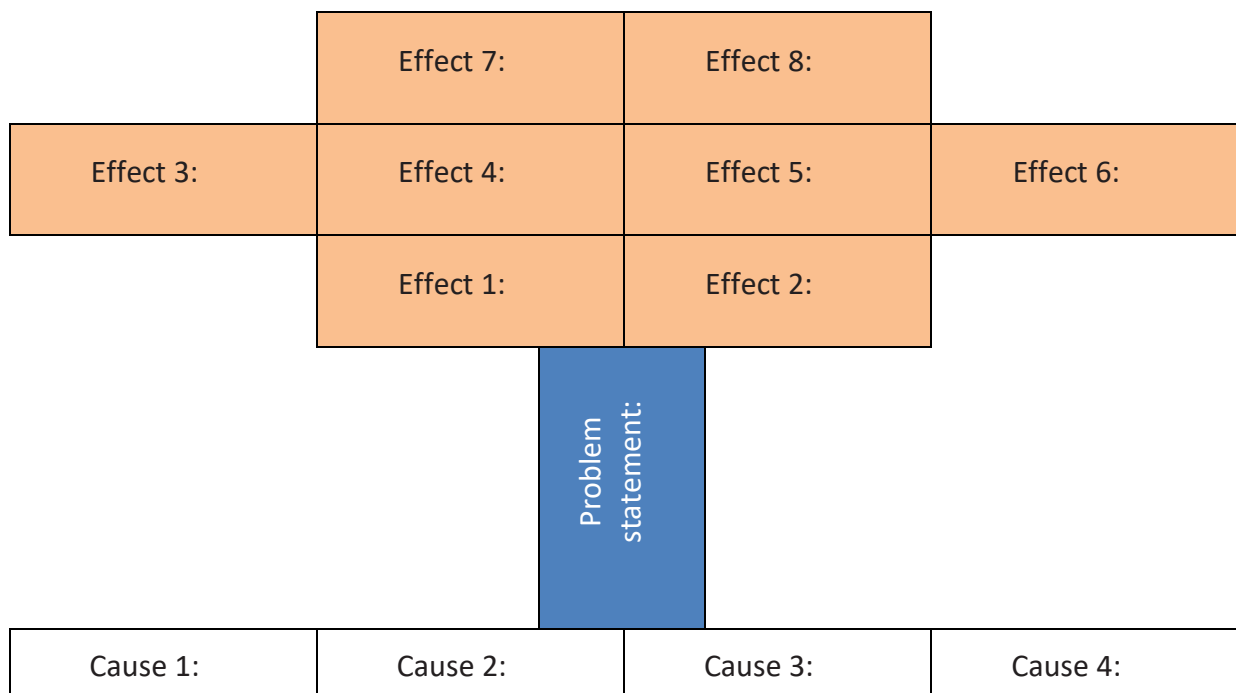 Effect 7:
Effect 8:
Effect 3:
Effect 4:
Effect 5:
Effect 6:
Effect 1:
Effect 2:
Problem
statement:
Cause 1:
Cause 2:
Cause 3:
Cause 4: